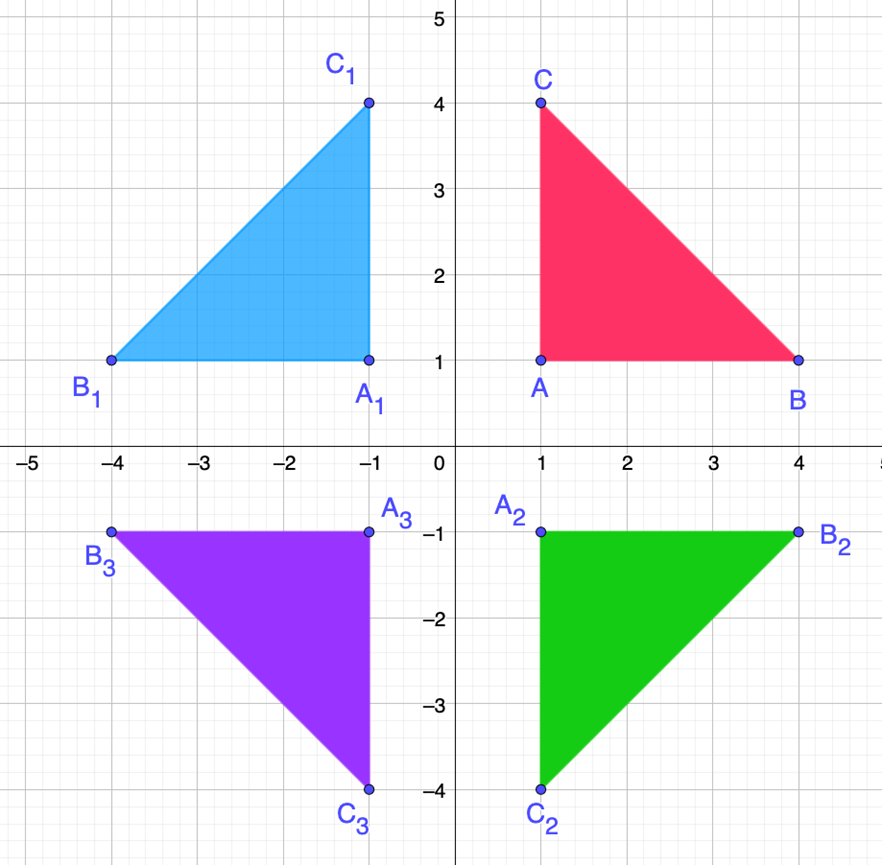 5
C₁ C
4
3
2
1
B₁ A₁ A B
–5 –4 –3 –2 –1 0 1 2 3 4
A₃ A₂
–1 B₂
B₃
–2
–3
–4
C₃ C₂